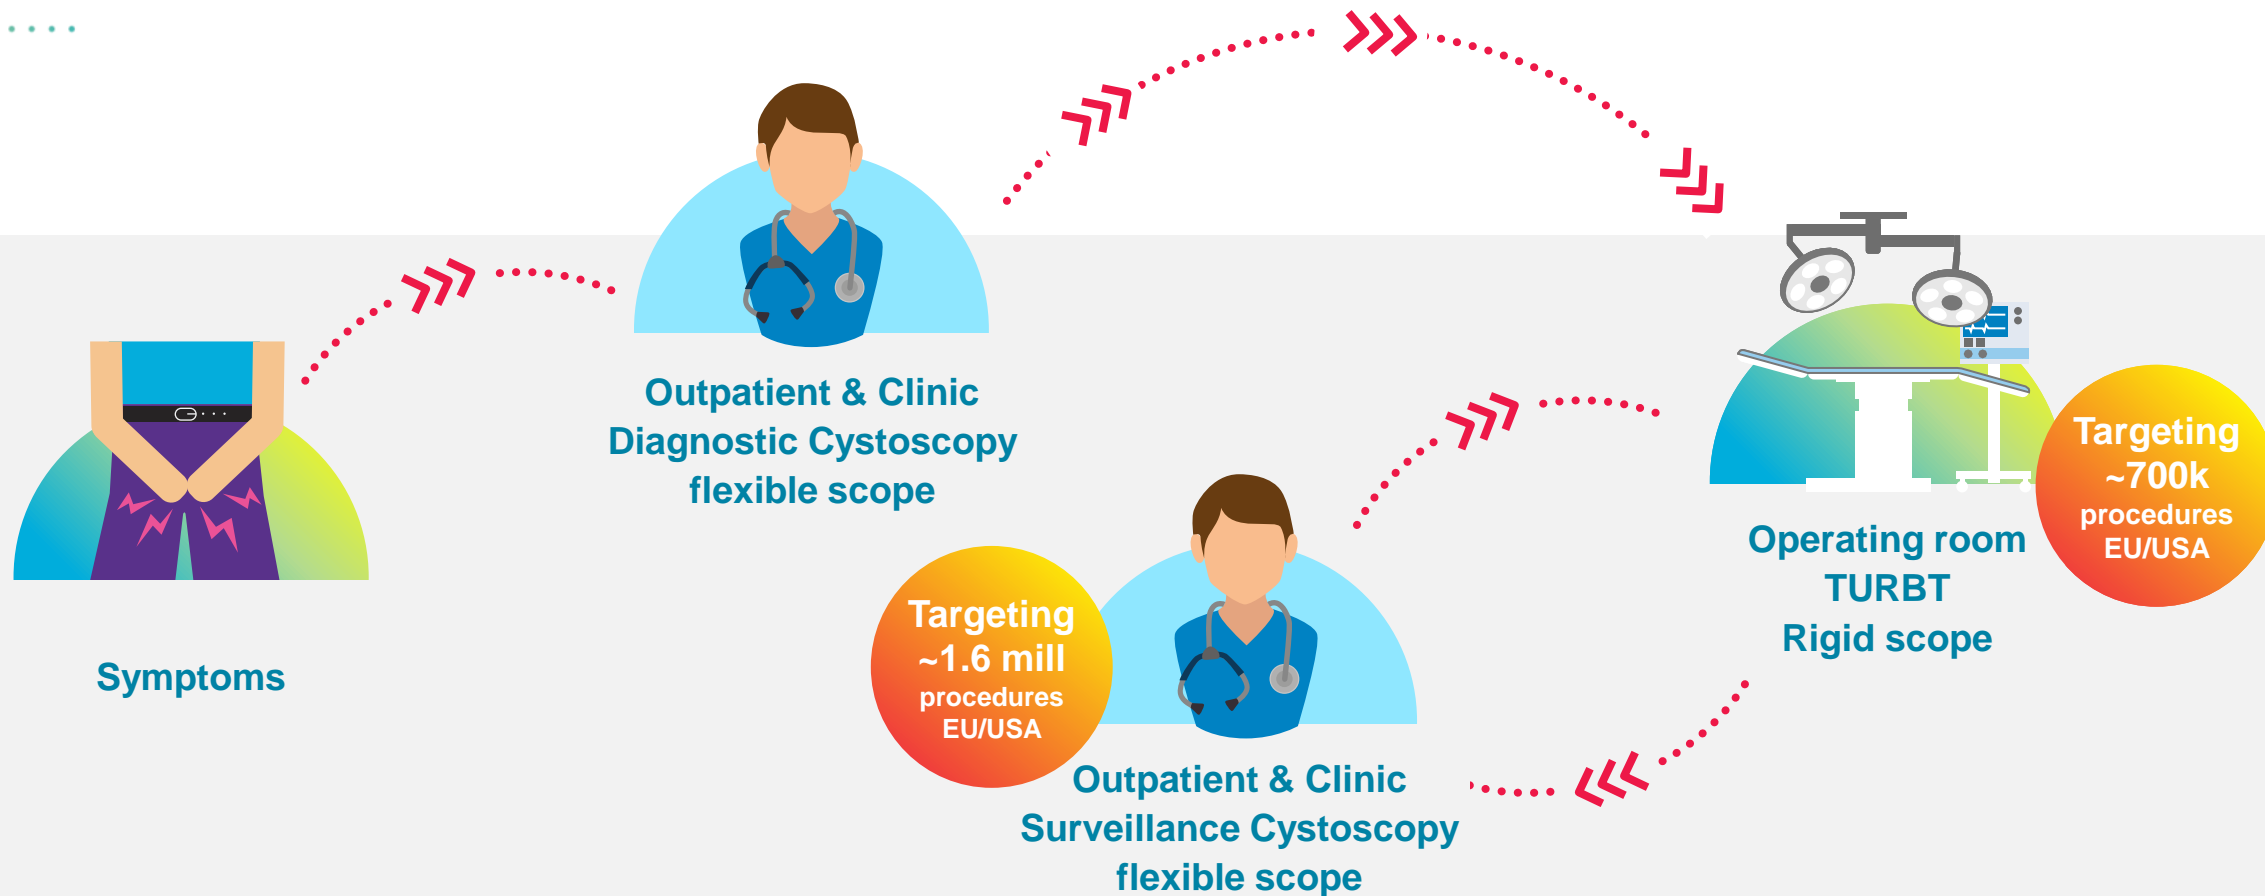 Symptoms
Outpatient & Clinic
Diagnostic Cystoscopy
flexible scope
Targeting
~1.6 mill
procedures
EU/USA
Outpatient & Clinic
Surveillance Cystoscopy
flexible scope
Operating room
TURBT
Rigid scope
Targeting
~700k
procedures
EU/USA